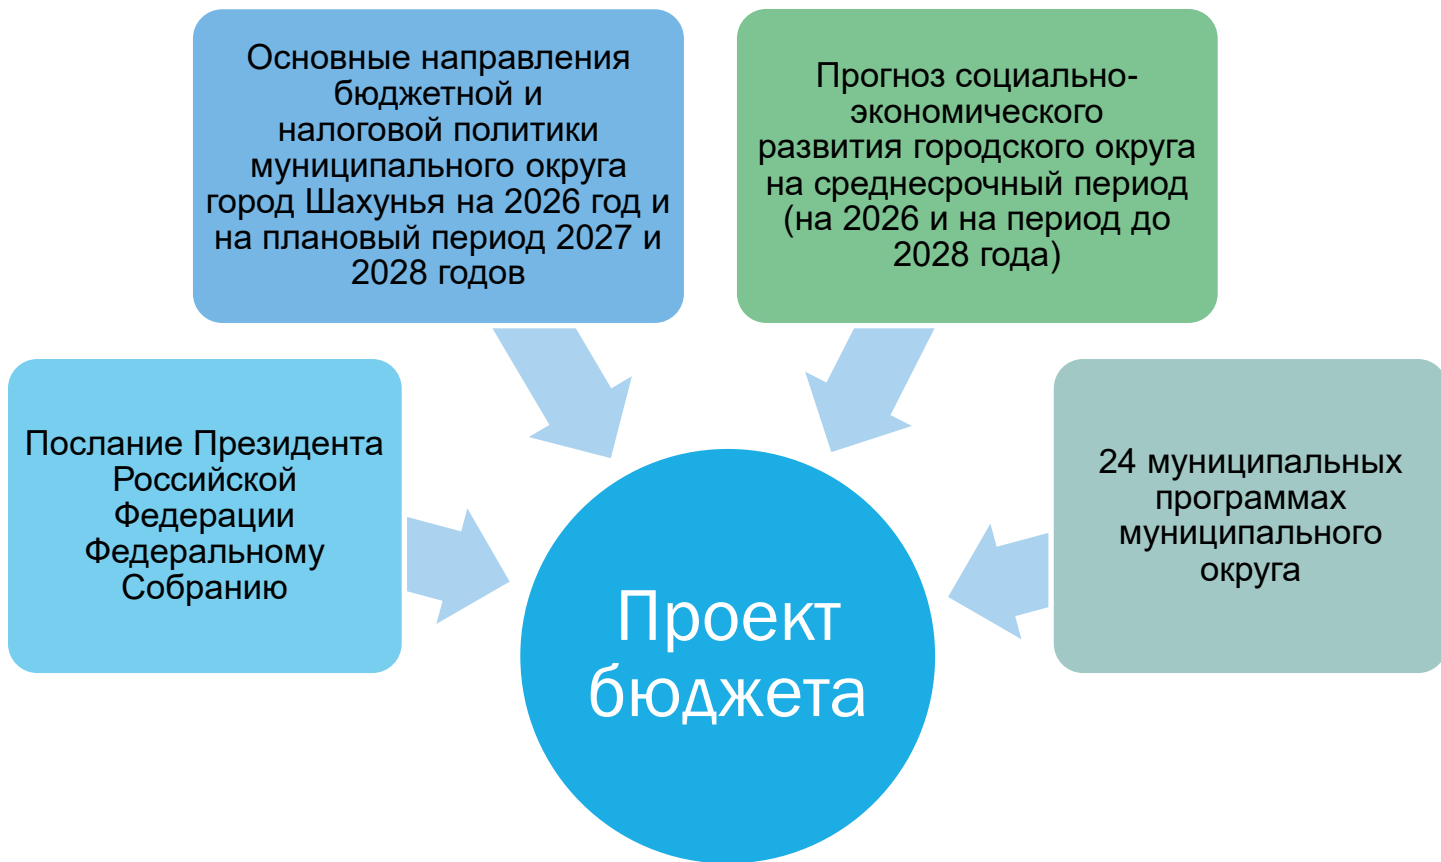 Основные направления
бюджетной и
налоговой политики
муниципального округа
город Шахунья на 2026 год и
на плановый период 2027 и
2028 годов
Прогноз социально-
экономического
развития городского округа
на среднесрочный период
(на 2026 и на период до
2028 года)
Послание Президента
Российской
Федерации
Федеральному
Собранию
24 муниципальных
программах
муниципального
округа
Проект
бюджета